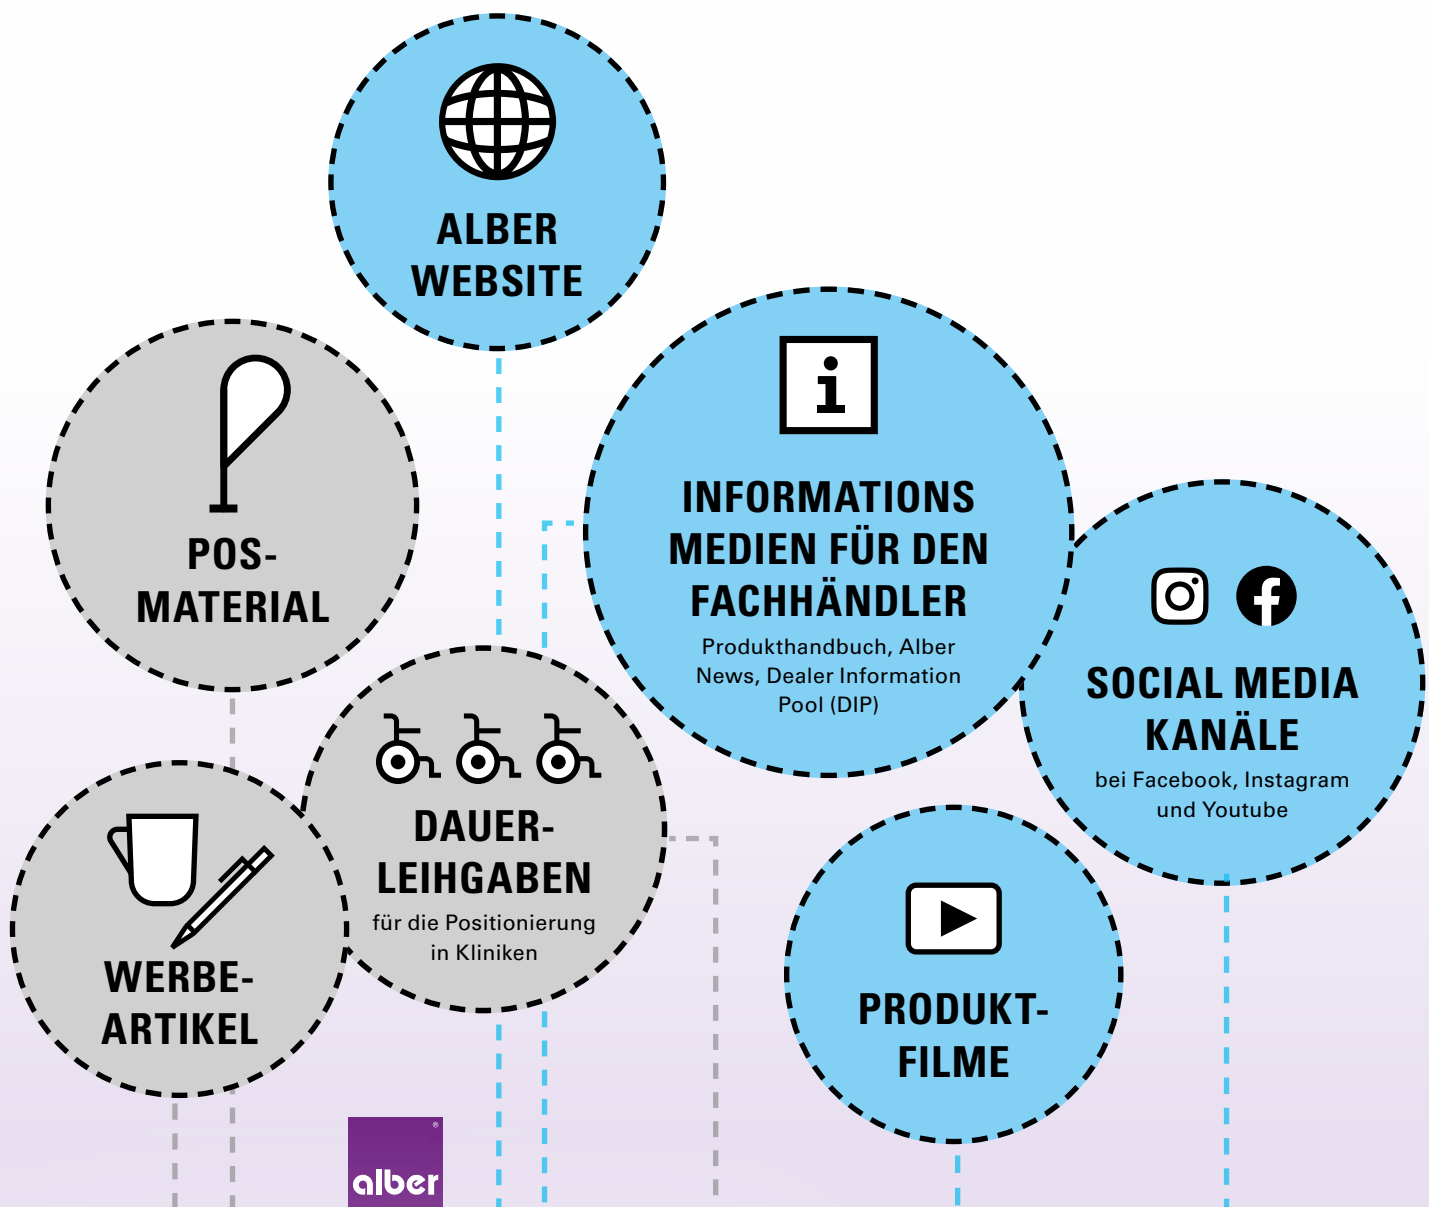 ALBER
WEBSITE
POS-
MATERIAL
INFORMATIONS
MEDIEN FÜR DEN
FACHHÄNDLER
Produkthandbuch, Alber
News, Dealer Information
Pool (DIP)
SOCIAL MEDIA
KANÄLE
bei Facebook, Instagram
und Youtube
DAUER-
LEIHGABEN
für die Positionierung
in Kliniken
WERBE-
ARTIKEL
PRODUKT-
FILME
®
alber